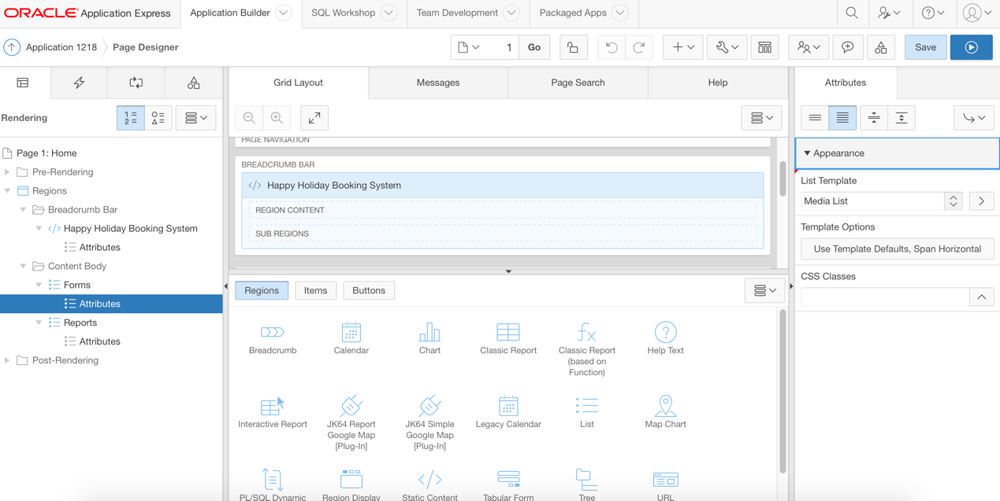 ORACLE Application Express
Application Builder
SQL Workshop
Team Development
Packaged Apps
Application 1218
Page Designer
1
Go
Save
Grid Layout
Messages
Page Search
Help
Attributes
Rendering
PAGE NAVIGATION
BREADCRUMB BAR
Happy Holiday Booking System
REGION CONTENT
SUB REGIONS
Page 1: Home
Pre-Rendering
Regions
Breadcrumb Bar
Happy Holiday Booking System
Attributes
Content Body
Forms
Attributes
Reports
Attributes
Post-Rendering
Regions
Items
Buttons
Breadcrumb
Calendar
Chart
Classic Report
Classic Report
(based on
Function)
Help Text
Interactive Report
JK64 Report
Google Map
[Plug-In]
JK64 Simple
Google Map
[Plug-In]
Legacy Calendar
List
Map Chart
PL/SQL Dynamic
Region Display
Static Content
Tabular Form
Tree
URL
Appearance
List Template
Media List
Template Options
Use Template Defaults, Span Horizontal
CSS Classes